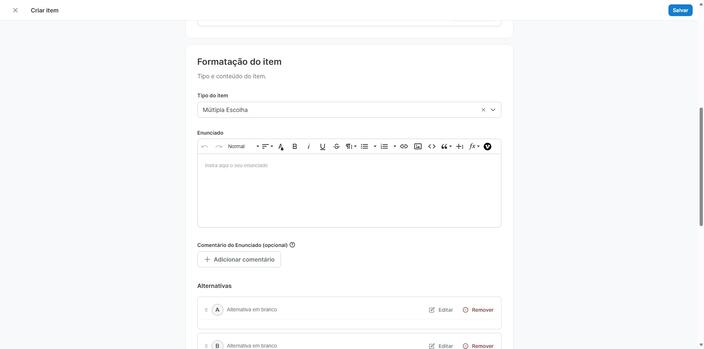 Criar item
Salvar
Formatação do item
Tipo e conteúdo do item.
Tipo do item
Múltipla Escolha
Enunciado
Normal
B I U S
fx
Insira aqui o seu enunciado
Comentário do Enunciado (opcional)
Adicionar comentário
Alternativas
A Alternativa em branco Editar Remover
B Alternativa em branco Editar Remover